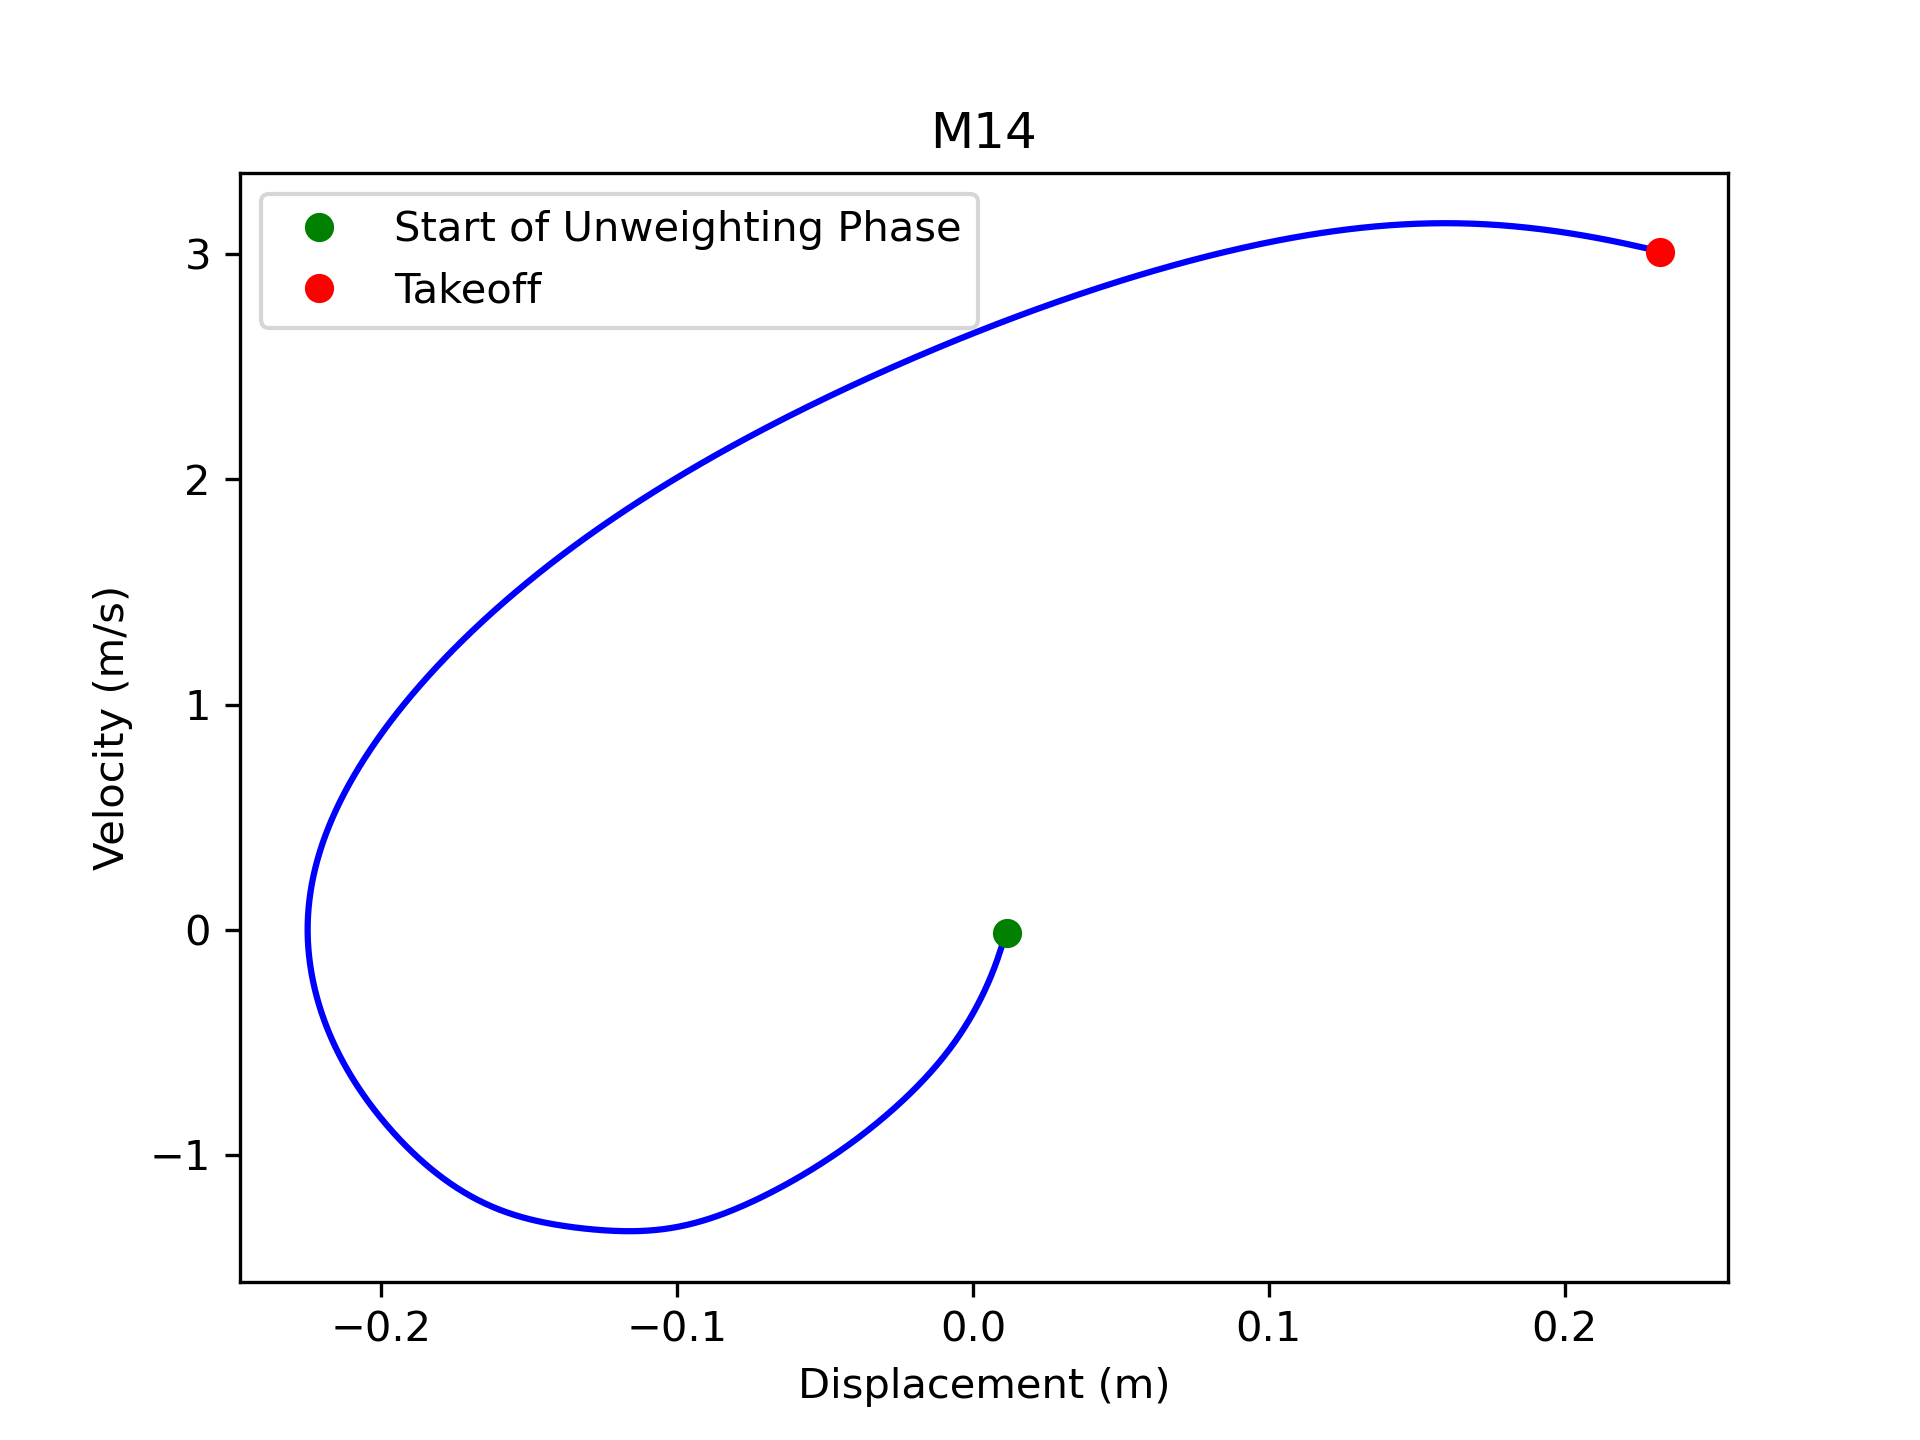 M14
Start of Unweighting Phase
Takeoff
3
2
1
0
−1
Velocity (m/s)
−0.2 −0.1 0.0 0.1 0.2
Displacement (m)